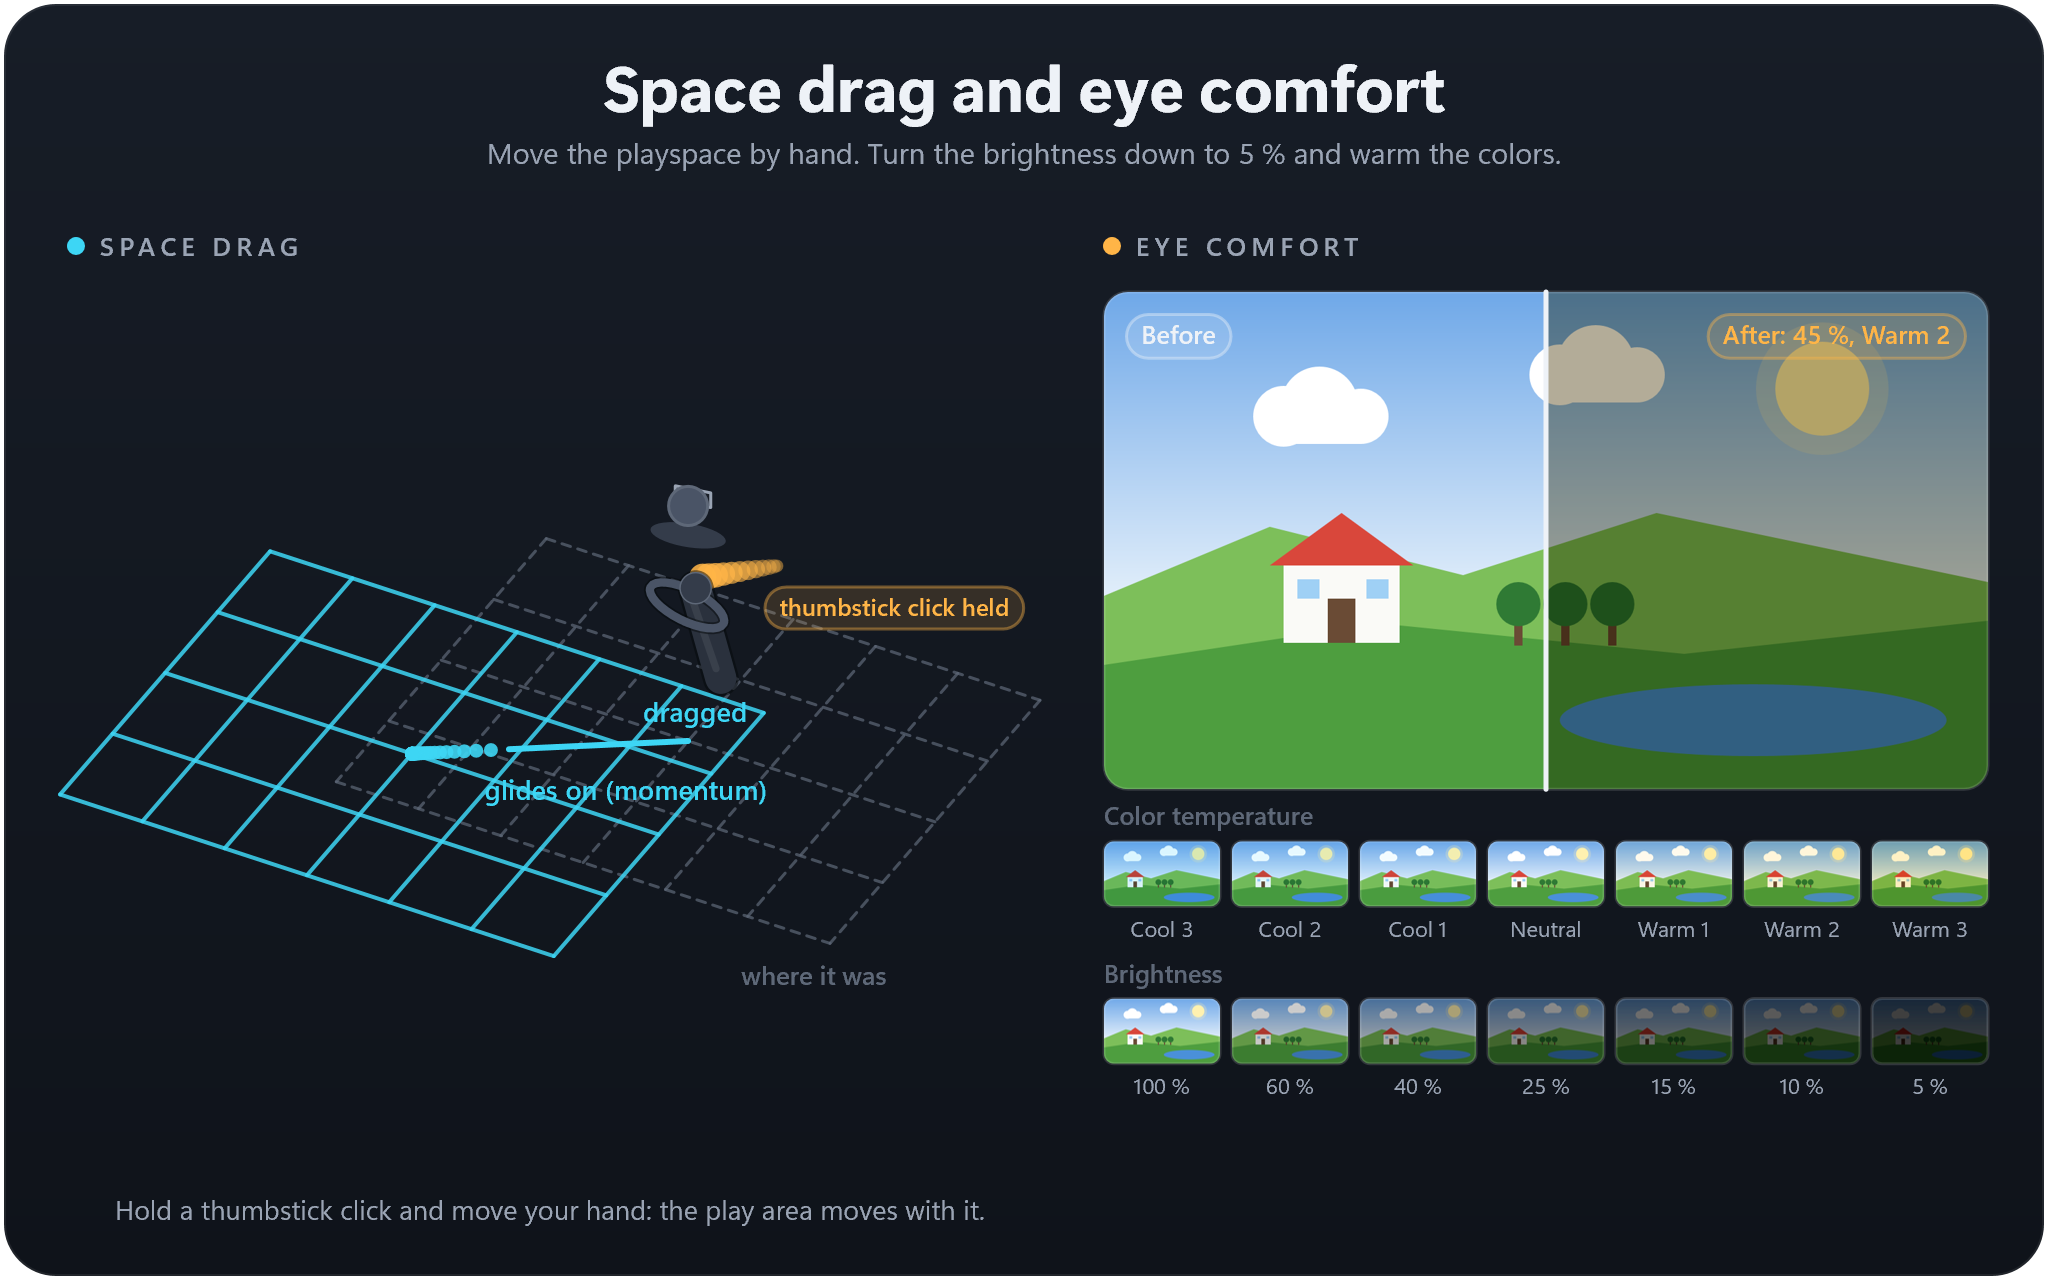 Space drag and eye comfort
Move the playspace by hand. Turn the brightness down to 5 % and warm the colors.
SPACE DRAG
thumbstick click held
dragged
glides on (momentum)
where it was
Hold a thumbstick click and move your hand: the play area moves with it.
EYE COMFORT
Before
After: 45 %, Warm 2
Color temperature
Cool 3
Cool 2
Cool 1
Neutral
Warm 1
Warm 2
Warm 3
Brightness
100 %
60 %
40 %
25 %
15 %
10 %
5 %